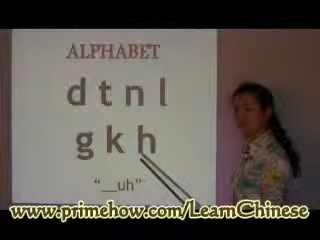 ALPHABET
d t n l
g k h
“__uh”
www.primehow.com/LearnChinese